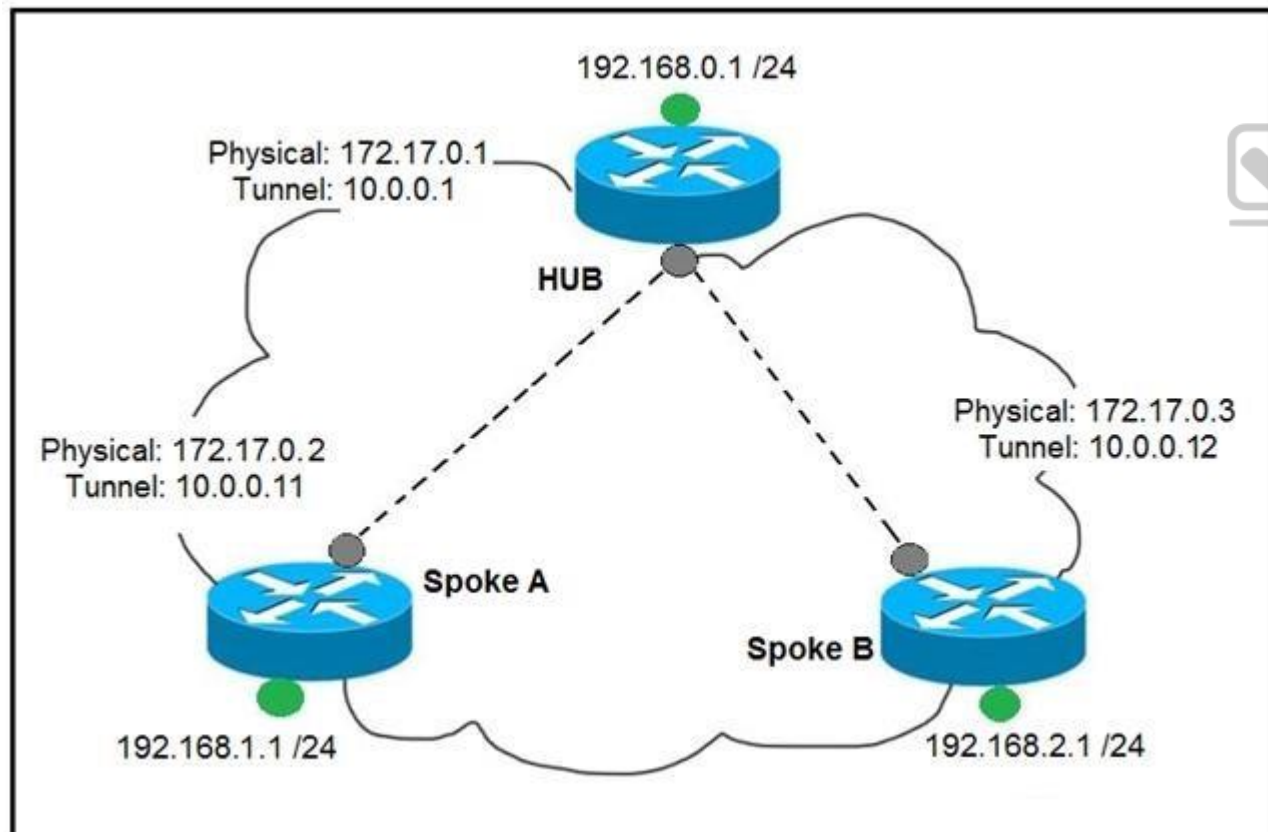 192.168.0.1 /24
Physical: 172.17.0.1
Tunnel: 10.0.0.1
HUB
Physical: 172.17.0.2
Tunnel: 10.0.0.11
Physical: 172.17.0.3
Tunnel: 10.0.0.12
Spoke A
Spoke B
192.168.1.1 /24
192.168.2.1 /24